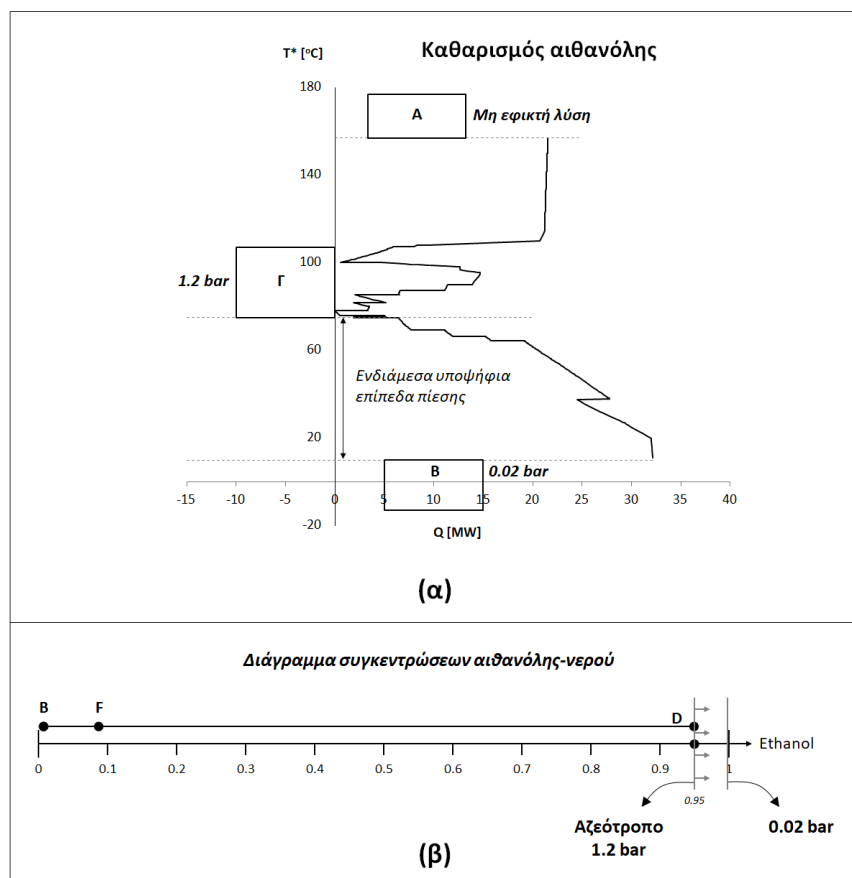 Καθαρισμός αιθανόλης
T* [°C]
180
A
Μη εφικτή λύση
140
100
1.2 bar
Γ
60
Ενδιάμεσα υποψήφια
επίπεδα πίεσης
20
B
0.02 bar
-15 -10 -5 0 5 10 15 20 25 30 35 40
-20
Q [MW]
(α)
Διάγραμμα συγκεντρώσεων αιθανόλης-νερού
B F D
Ethanol
0 0.1 0.2 0.3 0.4 0.5 0.6 0.7 0.8 0.9 1
0.95
Αζεότροπο
1.2 bar
0.02 bar
(β)